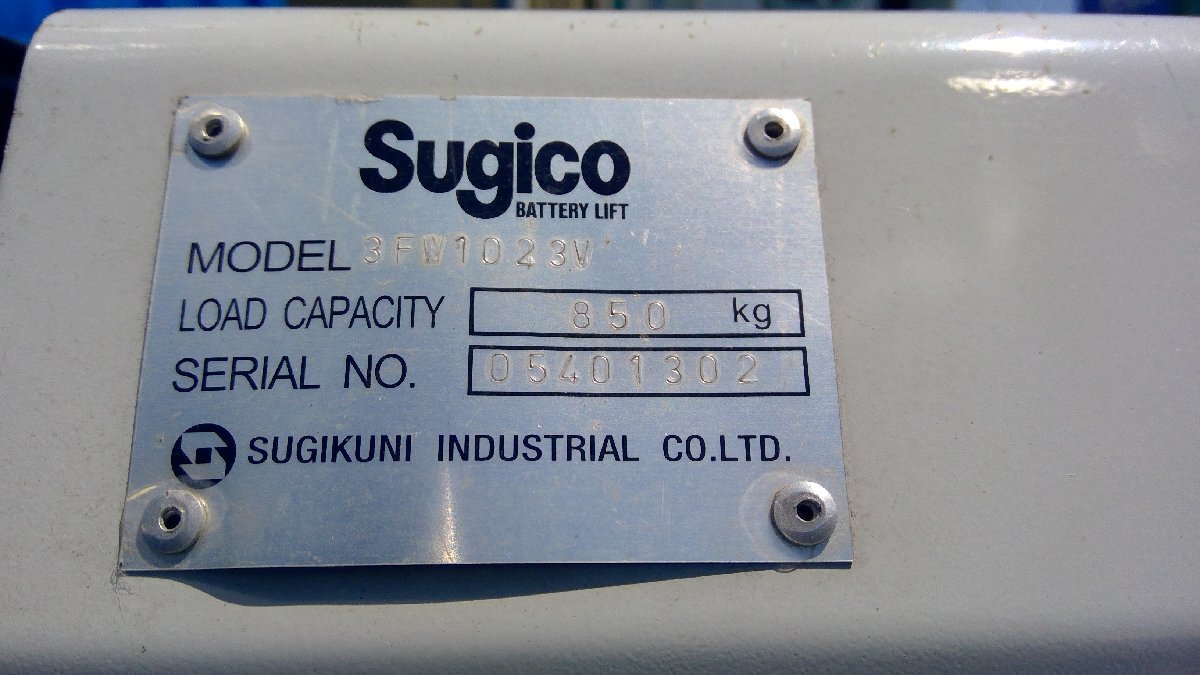 Sugico
BATTERY LIFT
MODEL 3FW1023V
LOAD CAPACITY 850 kg
SERIAL NO. 05401302
SUGIKUNI INDUSTRIAL CO.LTD.